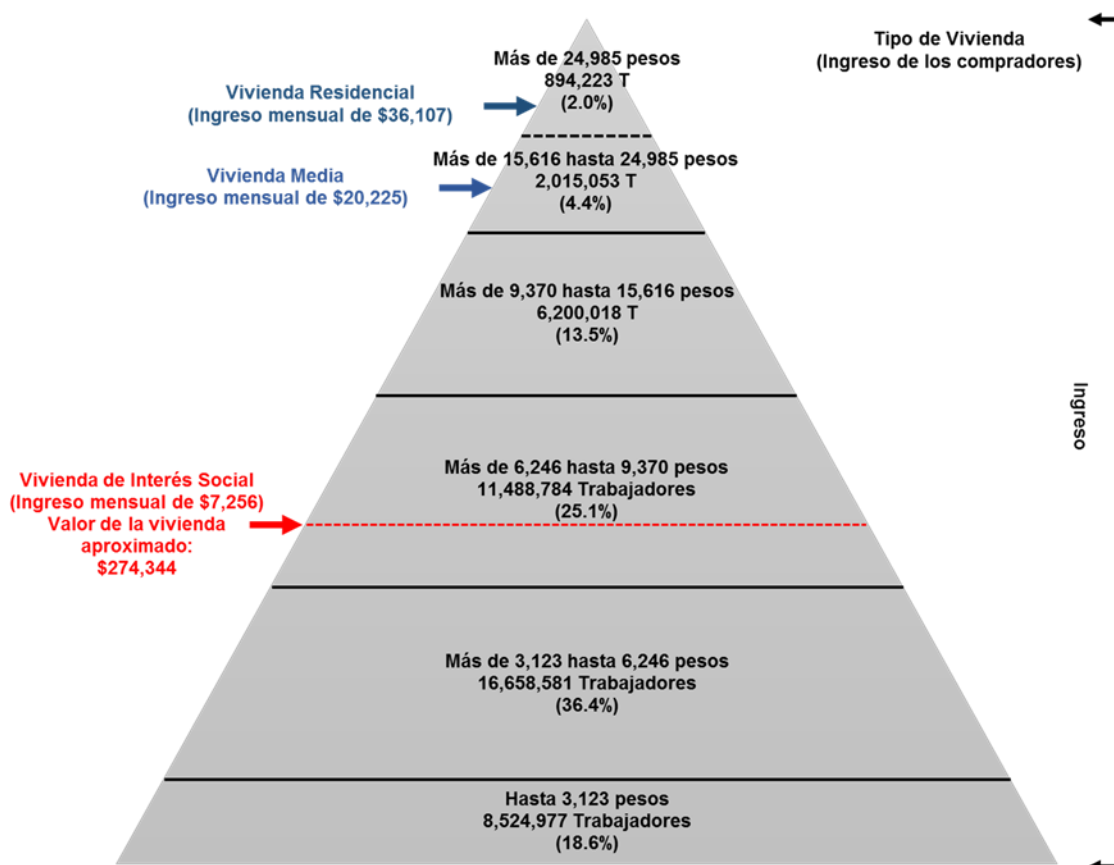 Tipo de Vivienda
(Ingreso de los compradores)
Más de 24,985 pesos
894,223 T
(2.0%)
Vivienda Residencial
(Ingreso mensual de $36,107)
Más de 15,616 hasta 24,985 pesos
2,015,053 T
(4.4%)
Vivienda Media
(Ingreso mensual de $20,225)
Más de 9,370 hasta 15,616 pesos
6,200,018 T
(13.5%)
Ingreso
Más de 6,246 hasta 9,370 pesos
11,488,784 Trabajadores
(25.1%)
Vivienda de Interés Social
(Ingreso mensual de $7,256)
Valor de la vivienda
aproximado:
$274,344
Más de 3,123 hasta 6,246 pesos
16,658,581 Trabajadores
(36.4%)
Hasta 3,123 pesos
8,524,977 Trabajadores
(18.6%)